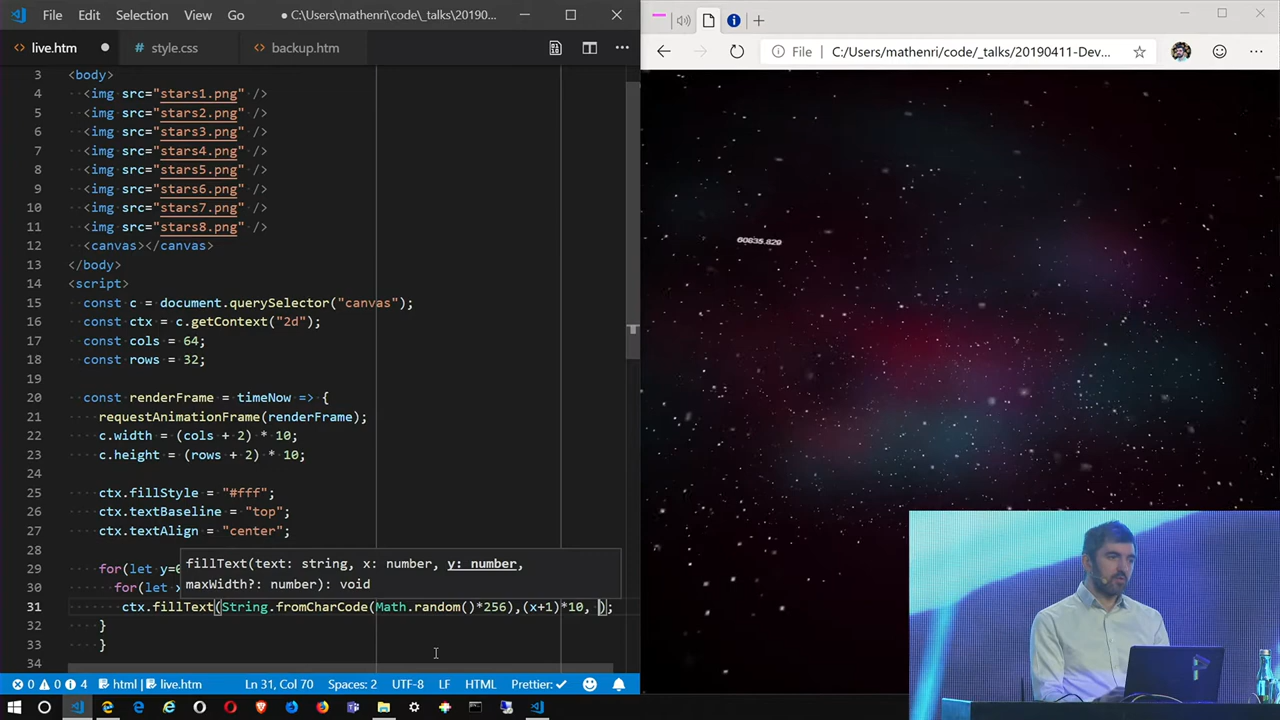 File Edit Selection View Go ● C:\Users\mathenri\code\_talks\20190...
live.htm style.css backup.htm
3 <body>
4 <img src="stars1.png" />
5 <img src="stars2.png" />
6 <img src="stars3.png" />
7 <img src="stars4.png" />
8 <img src="stars5.png" />
9 <img src="stars6.png" />
10 <img src="stars7.png" />
11 <img src="stars8.png" />
12 <canvas></canvas>
13 </body>
14 <script>
15 const c = document.querySelector("canvas");
16 const ctx = c.getContext("2d");
17 const cols = 64;
18 const rows = 32;
19
20 const renderFrame = timeNow => {
21 requestAnimationFrame(renderFrame);
22 c.width = (cols + 2) * 10;
23 c.height = (rows + 2) * 10;
24
25 ctx.fillStyle = "#fff";
26 ctx.textBaseline = "top";
27 ctx.textAlign = "center";
28
fillText(text: string, x: number, y: number,
maxWidth?: number): void
29 for(let y=
30 for(let x
31 ctx.fillText(String.fromCharCode(Math.random()*256),(x+1)*10, );
32 }
33 }
34
0 0 4 html live.htm Ln 31, Col 70 Spaces: 2 UTF-8 LF HTML Prettier: ✓
File C:/Users/mathenri/code/_talks/20190411-Dev...
60835.829